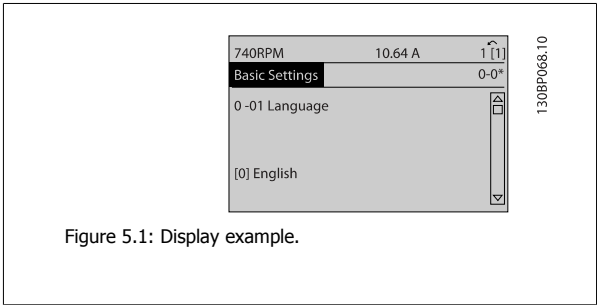 740RPM 10.64 A 1 [1]
Basic Settings 0-0*
0 -01 Language
[0] English
130BP068.10
Figure 5.1: Display example.